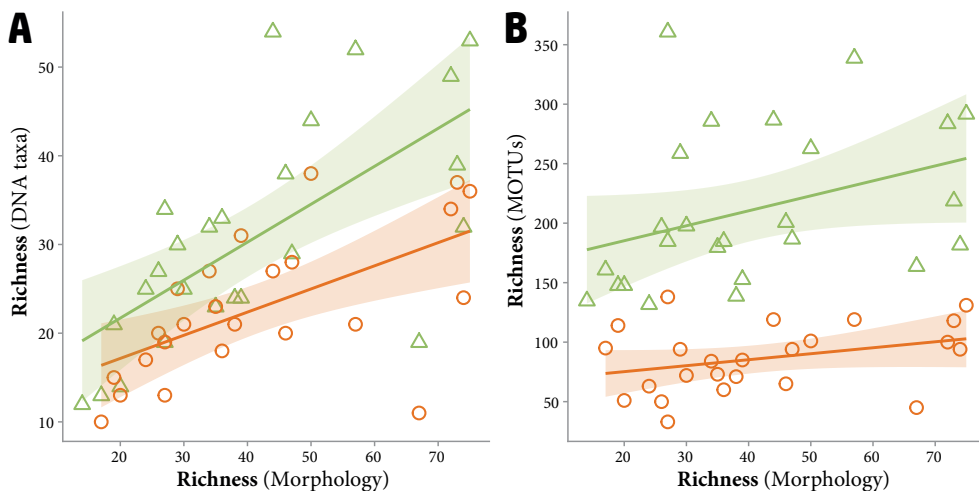 A
Richness (DNA taxa)
50
40
30
20
10
20 30 40 50 60 70
Richness (Morphology)
B
Richness (MOTUs)
350
300
250
200
150
100
50
20 30 40 50 60 70
Richness (Morphology)